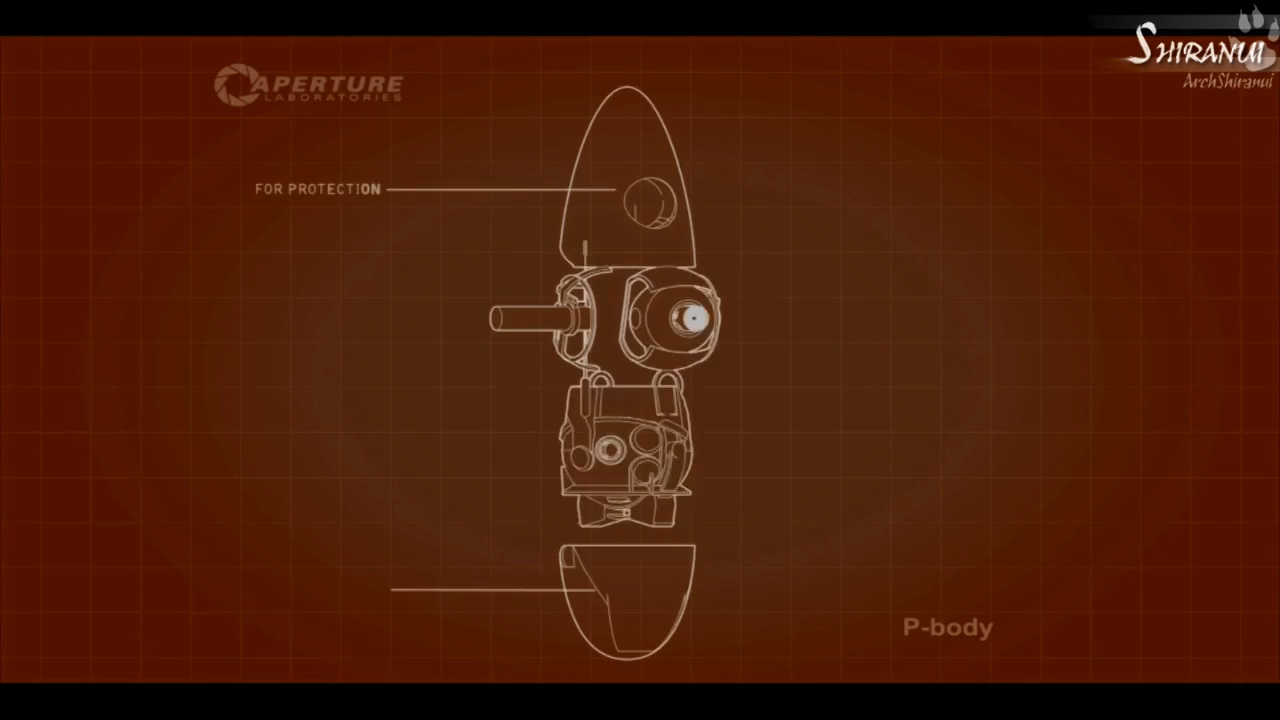 SHIRANUI
ArchShiranui
APERTURE
LABORATORIES
FOR PROTECTION
P-body